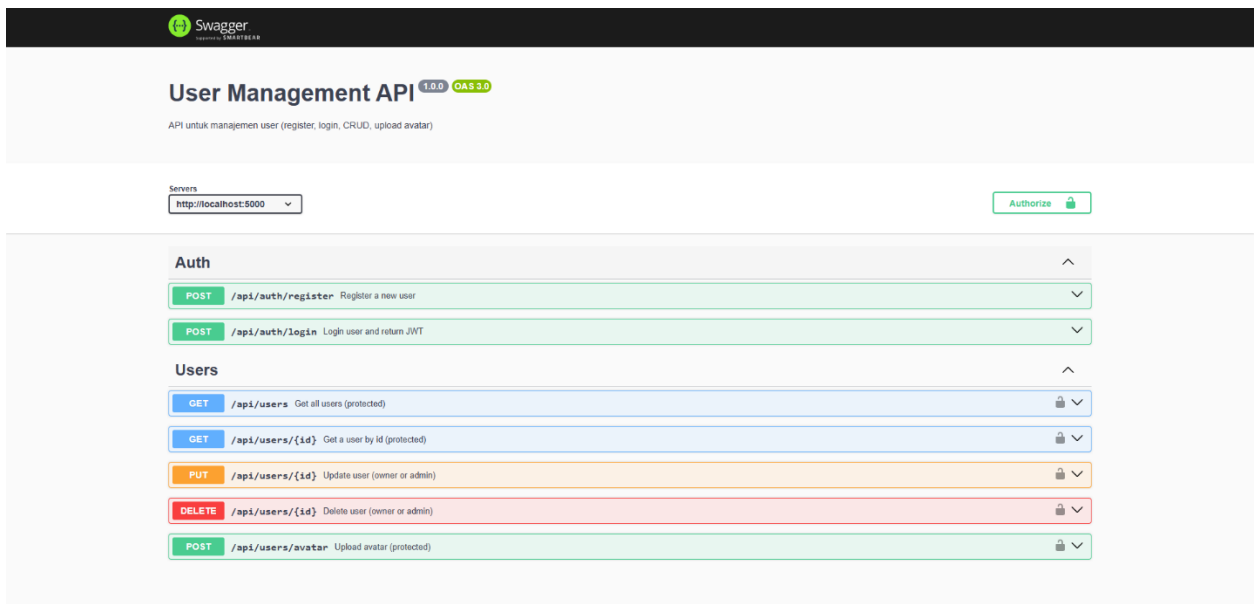 Swagger
Supported by SMARTBEAR
User Management API 1.0.0 OAS 3.0
API untuk manajemen user (register, login, CRUD, upload avatar)
Servers
http://localhost:5000
Authorize
Auth
POST /api/auth/register Register a new user
POST /api/auth/login Login user and return JWT
Users
GET /api/users Get all users (protected)
GET /api/users/{id} Get a user by id (protected)
PUT /api/users/{id} Update user (owner or admin)
DELETE /api/users/{id} Delete user (owner or admin)
POST /api/users/avatar Upload avatar (protected)